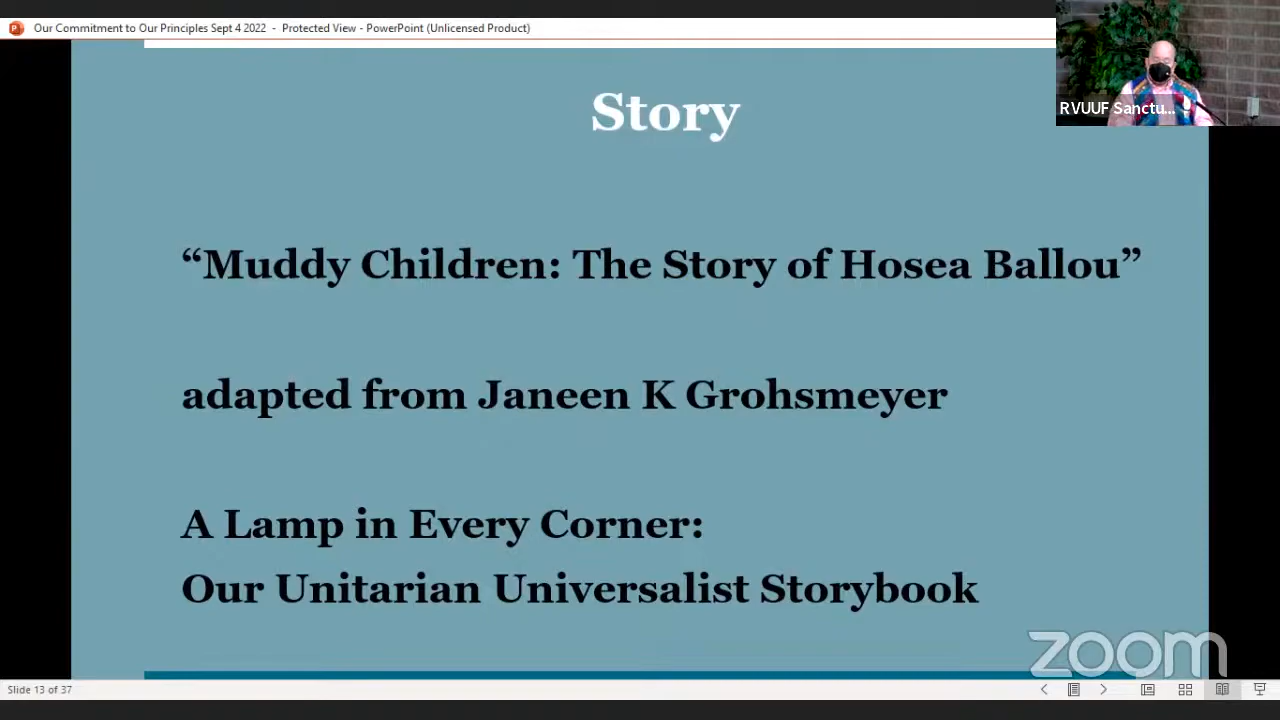 Our Commitment to Our Principles Sept 4 2022 - Protected View - PowerPoint (Unlicensed Product)
RVUUF Sanctu...
Story
“Muddy Children: The Story of Hosea Ballou”
adapted from Janeen K Grohsmeyer
A Lamp in Every Corner:
Our Unitarian Universalist Storybook
zoom
Slide 13 of 37